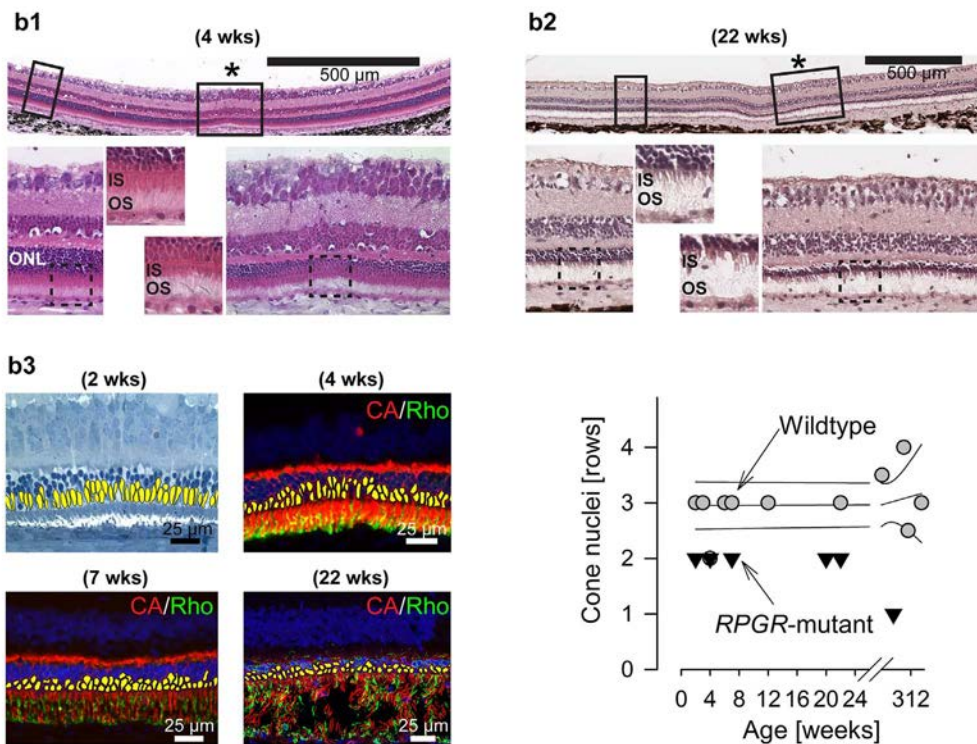 b1
(4 wks)
*
500 µm
IS
OS
ONL
IS
OS
b2
(22 wks)
*
500 µm
IS
OS
IS
OS
b3
(2 wks)
25 µm
(4 wks)
CA/Rho
25 µm
(7 wks)
CA/Rho
25 µm
(22 wks)
CA/Rho
25 µm
Cone nuclei [rows]
4
3
2
1
0
Wildtype
RPGR-mutant
0 4 8 12 16 20 24 312
Age [weeks]